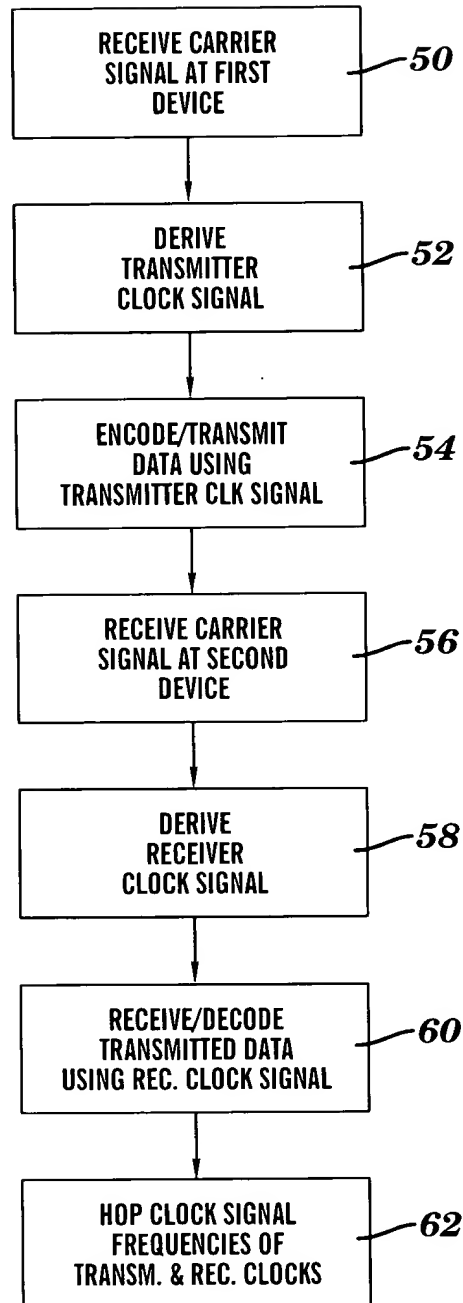 RECEIVE CARRIER
SIGNAL AT FIRST
DEVICE
50
DERIVE
TRANSMITTER
CLOCK SIGNAL
52
ENCODE/TRANSMIT
DATA USING
TRANSMITTER CLK SIGNAL
54
RECEIVE CARRIER
SIGNAL AT SECOND
DEVICE
56
DERIVE
RECEIVER
CLOCK SIGNAL
58
RECEIVE/DECODE
TRANSMITTED DATA
USING REC. CLOCK SIGNAL
60
HOP CLOCK SIGNAL
FREQUENCIES OF
TRANSM. & REC. CLOCKS
62